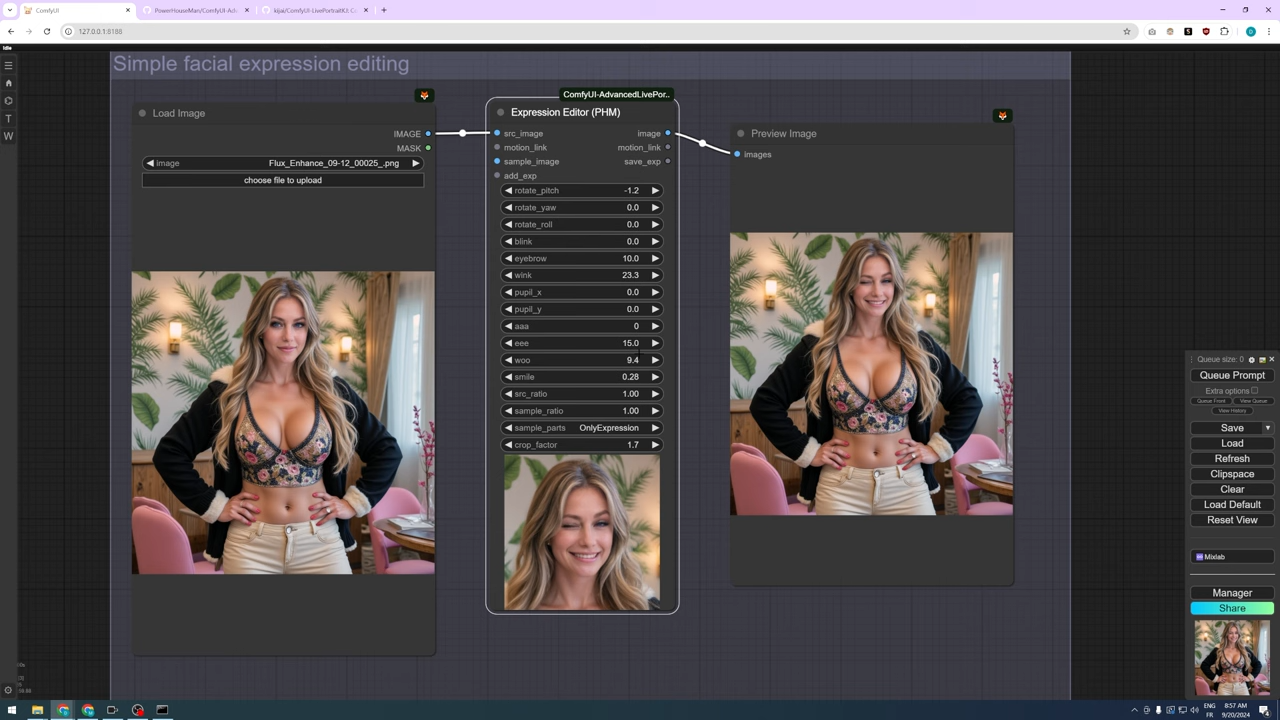 ComfyUI
PowerHouseMan/ComfyUI-Ad
kijai/ComfyUI-LivePortraitKJ: C
127.0.0.1:8188
Idle
Simple facial expression editing
Load Image
IMAGE
MASK
image Flux_Enhance_09-12_00025_.png
choose file to upload
ComfyUI-AdvancedLivePor..
Expression Editor (PHM)
src_image image
motion_link motion_link
sample_image save_exp
add_exp
rotate_pitch -1.2
rotate_yaw 0.0
rotate_roll 0.0
blink 0.0
eyebrow 10.0
wink 23.3
pupil_x 0.0
pupil_y 0.0
aaa 0
eee 15.0
woo 9.4
smile 0.28
src_ratio 1.00
sample_ratio 1.00
sample_parts OnlyExpression
crop_factor 1.7
Preview Image
images
Queue size: 0
Queue Prompt
Extra options
Queue Front View Queue
View History
Save
Load
Refresh
Clipspace
Clear
Load Default
Reset View
Mixlab
Manager
Share
T
W
ENG
FR
8:57 AM
9/20/2024